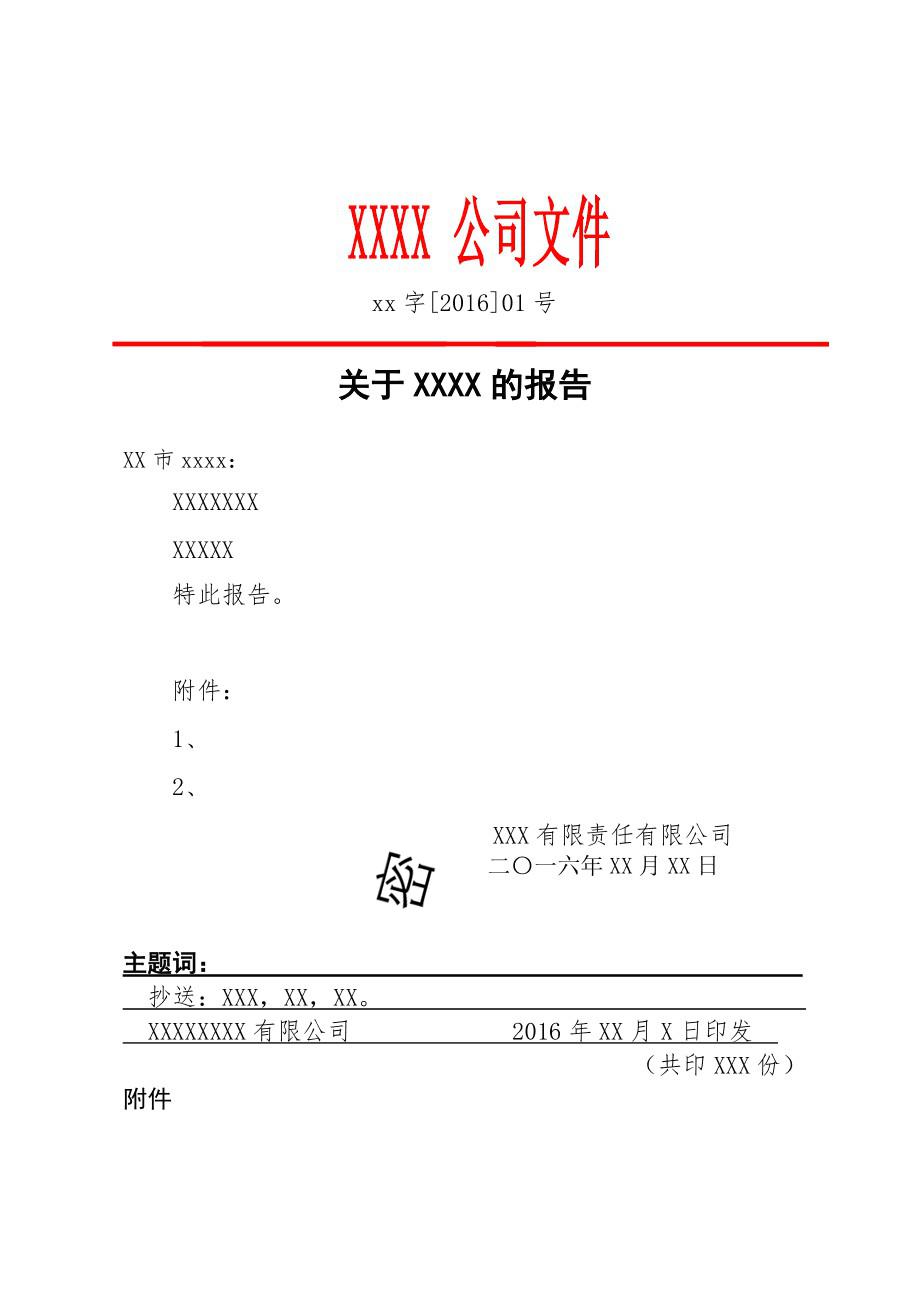 XXXX 公司文件
xx 字[2016]01 号
关于 XXXX 的报告
XX 市 xxxx：
XXXXXXX
XXXXX
特此报告。
附件：
1、
2、
XXX 有限责任有限公司
二〇一六年 XX 月 XX 日
密
主题词：
抄送：XXX，XX，XX。
XXXXXXXX 有限公司 2016 年 XX 月 X 日印发
（共印 XXX 份）
附件